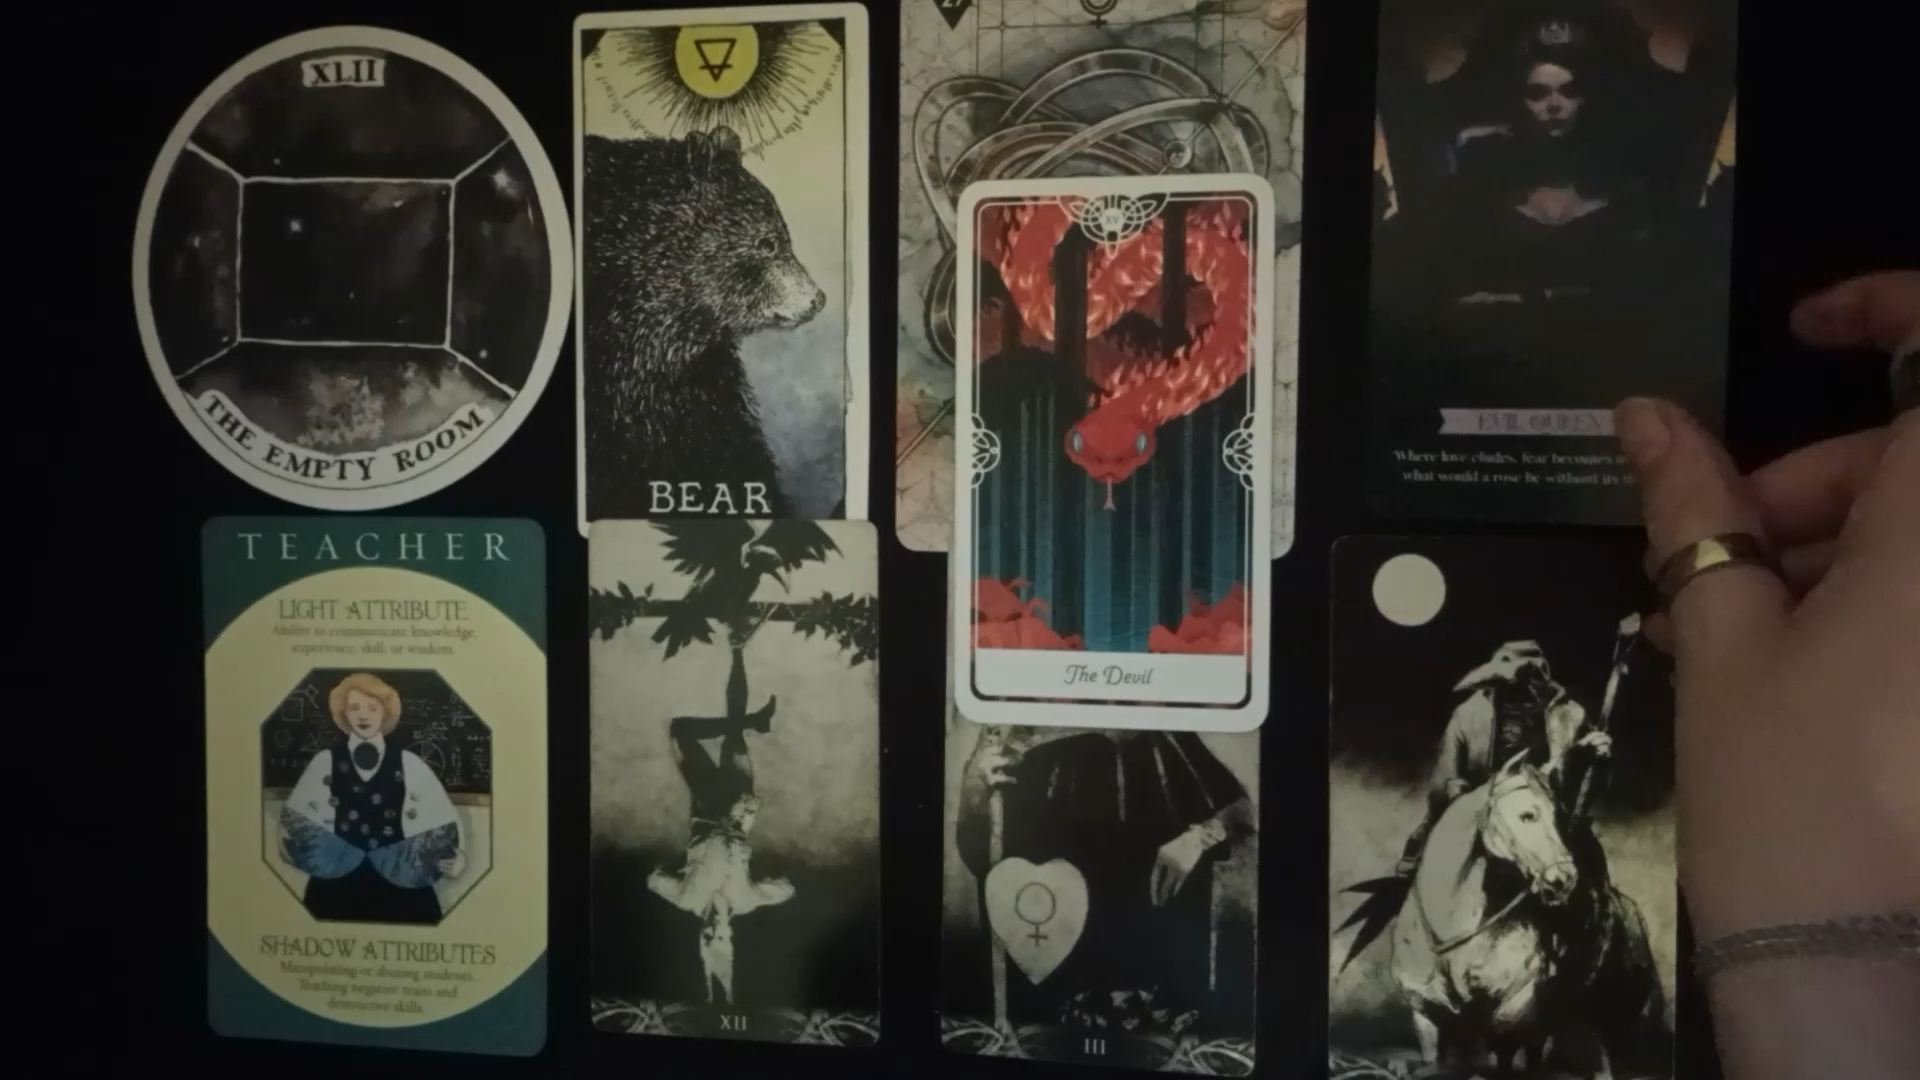 XLII
THE EMPTY ROOM
BEAR
27
XV
The Devil
EVIL QUEEN
Where love eludes, fear becomes
what would a rose be without its
TEACHER
LIGHT ATTRIBUTE
Ability to communicate knowledge,
experience, skill, or wisdom.
SHADOW ATTRIBUTES
Manipulating or abusing students.
Teaching negative traits and
destructive skills.
XII
III